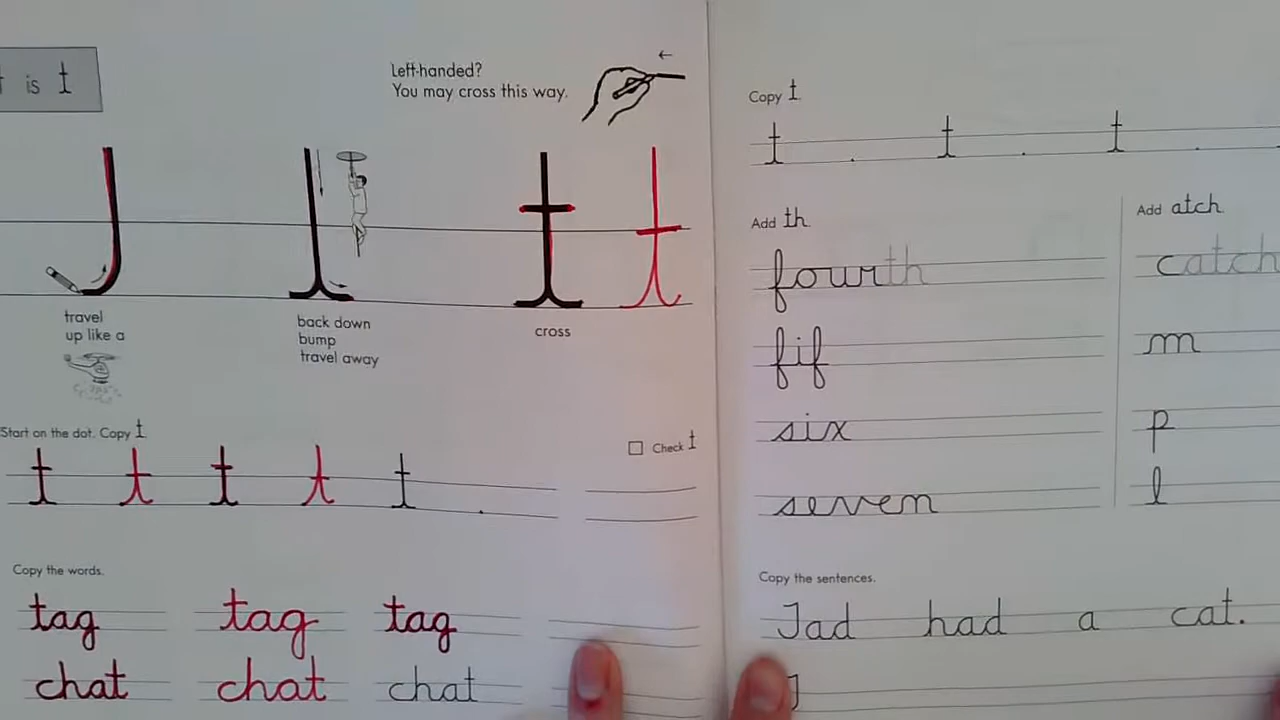 is t
Left-handed?
You may cross this way.
t t
travel
up like a
back down
bump
travel away
cross
Start on the dot. Copy t
Check t
t t t t t
Copy the words.
tag tag tag
chat chat chat
Copy t
t t t
Add th
fourth
fif
six
seven
Add atch
catch
m
p
l
Copy the sentences.
Jad had a cat.
J